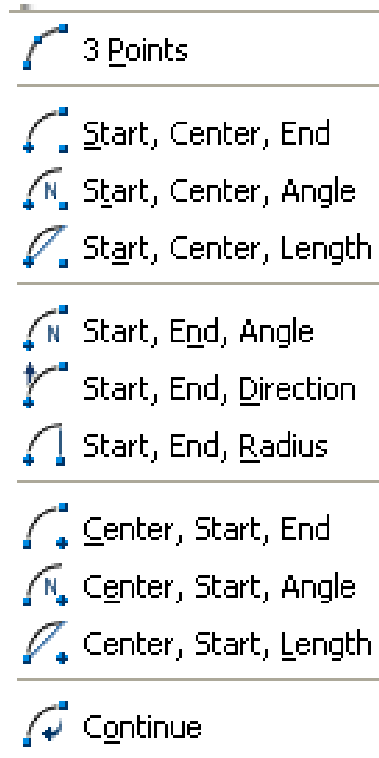 3 Points
Start, Center, End
Start, Center, Angle
Start, Center, Length
Start, End, Angle
Start, End, Direction
Start, End, Radius
Center, Start, End
Center, Start, Angle
Center, Start, Length
Continue